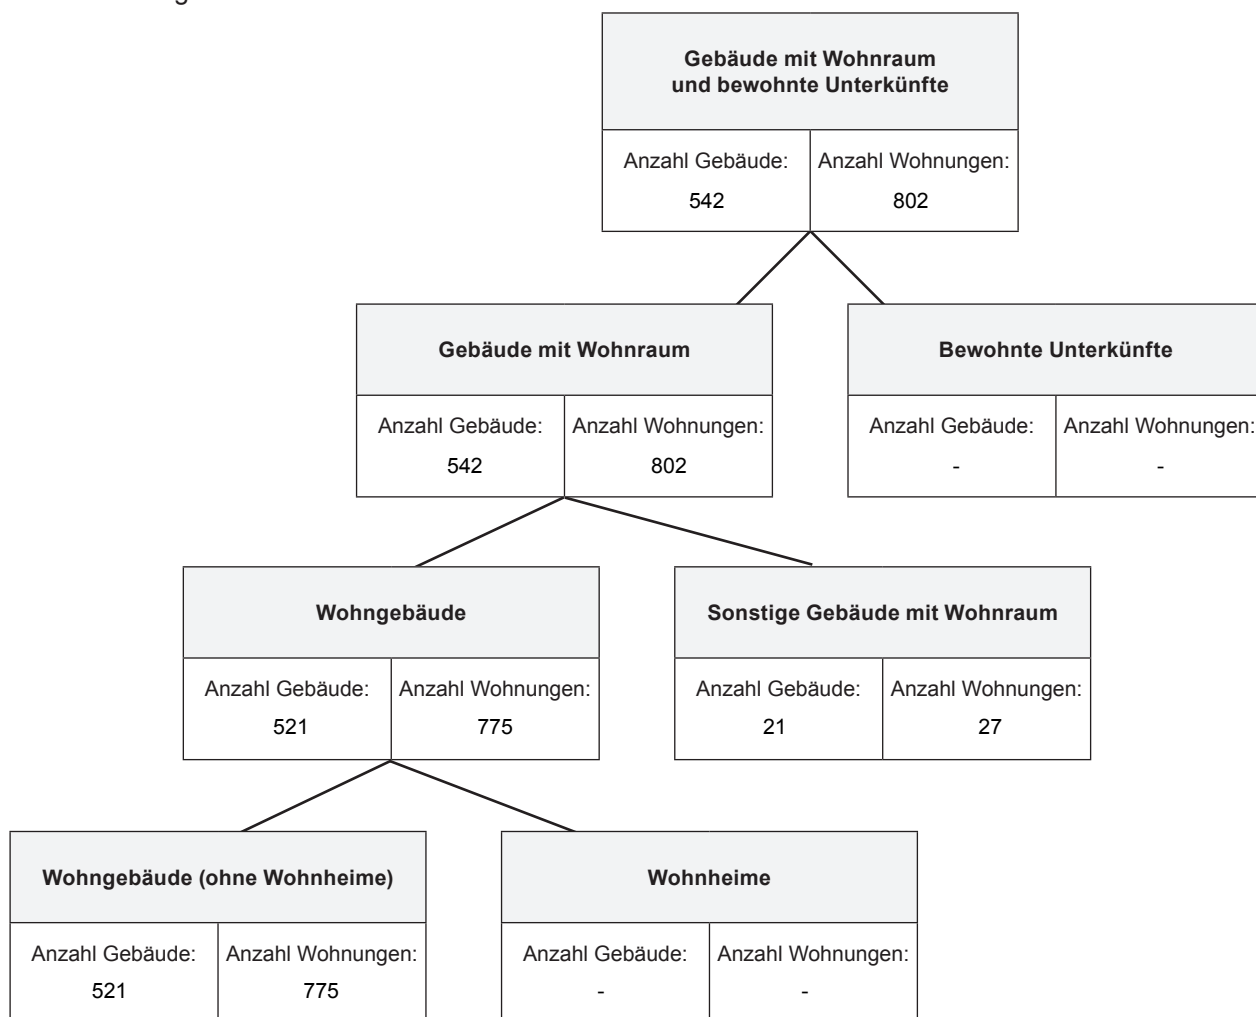 Gebäude mit Wohnraum
und bewohnte Unterkünfte
Anzahl Gebäude: Anzahl Wohnungen:
542 802
Gebäude mit Wohnraum Bewohnte Unterkünfte
Anzahl Gebäude: Anzahl Wohnungen: Anzahl Gebäude: Anzahl Wohnungen:
542 802 - -
Wohngebäude Sonstige Gebäude mit Wohnraum
Anzahl Gebäude: Anzahl Wohnungen: Anzahl Gebäude: Anzahl Wohnungen:
521 775 21 27
Wohngebäude (ohne Wohnheime) Wohnheime
Anzahl Gebäude: Anzahl Wohnungen: Anzahl Gebäude: Anzahl Wohnungen:
521 775 - -